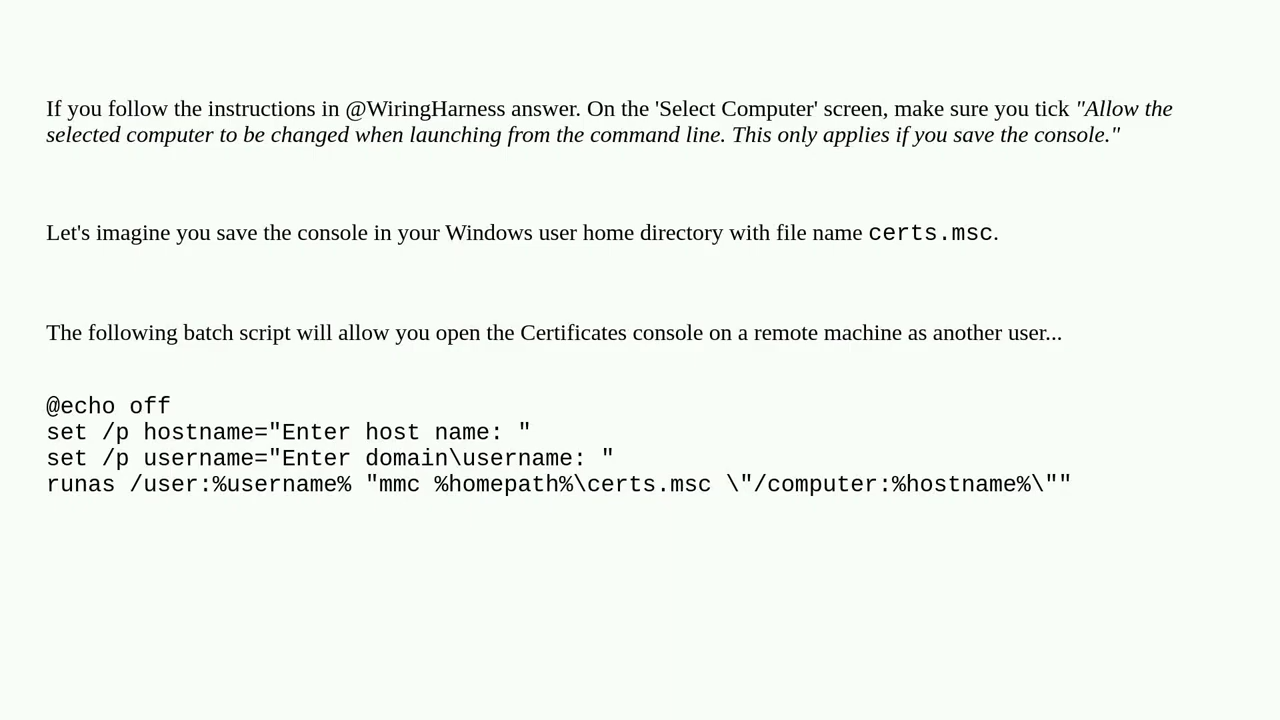 If you follow the instructions in @WiringHarness answer. On the 'Select Computer' screen, make sure you tick "Allow the
selected computer to be changed when launching from the command line. This only applies if you save the console."
Let's imagine you save the console in your Windows user home directory with file name certs.msc.
The following batch script will allow you open the Certificates console on a remote machine as another user...
@echo off
set /p hostname="Enter host name: "
set /p username="Enter domain\username: "
runas /user:%username% "mmc %homepath%\certs.msc \"/computer:%hostname%\""